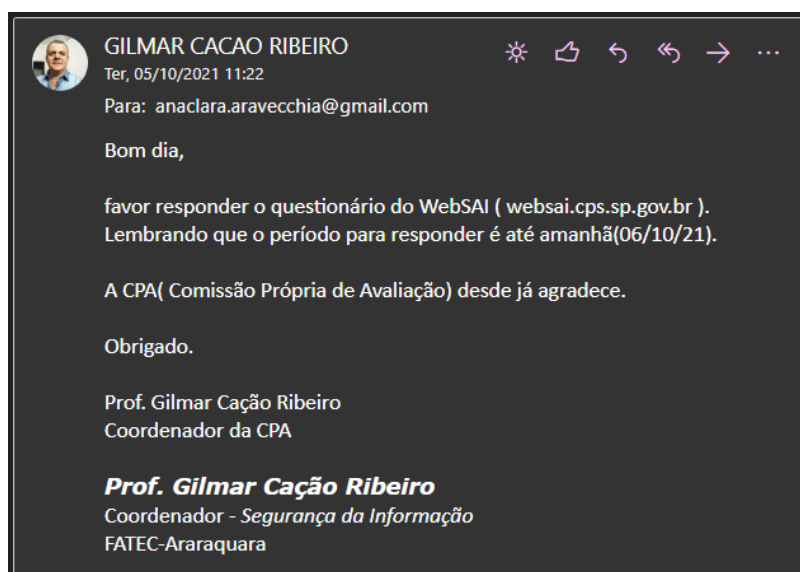 GILMAR CACAO RIBEIRO
Ter, 05/10/2021 11:22
Para: anaclara.aravecchia@gmail.com
Bom dia,
favor responder o questionário do WebSAI ( websai.cps.sp.gov.br ).
Lembrando que o período para responder é até amanhã(06/10/21).
A CPA( Comissão Própria de Avaliação) desde já agradece.
Obrigado.
Prof. Gilmar Cação Ribeiro
Coordenador da CPA
Prof. Gilmar Cação Ribeiro
Coordenador - Segurança da Informação
FATEC-Araraquara